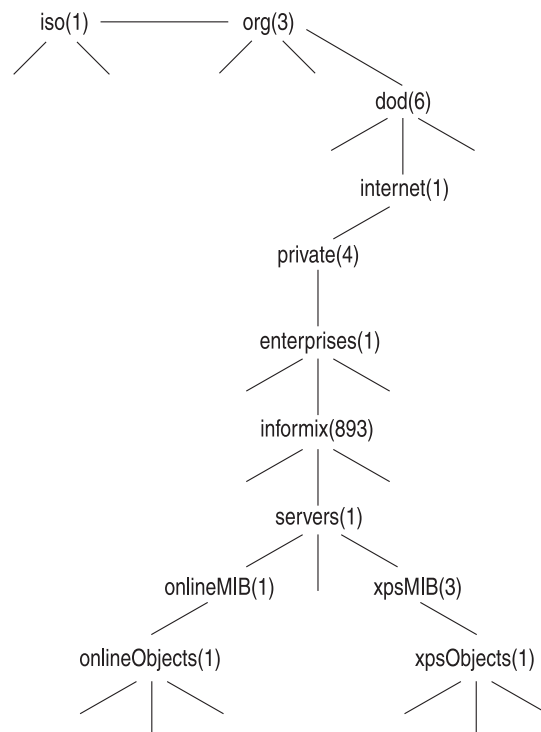 iso(1) org(3)
dod(6)
internet(1)
private(4)
enterprises(1)
informix(893)
servers(1)
onlineMIB(1) xpsMIB(3)
onlineObjects(1) xpsObjects(1)